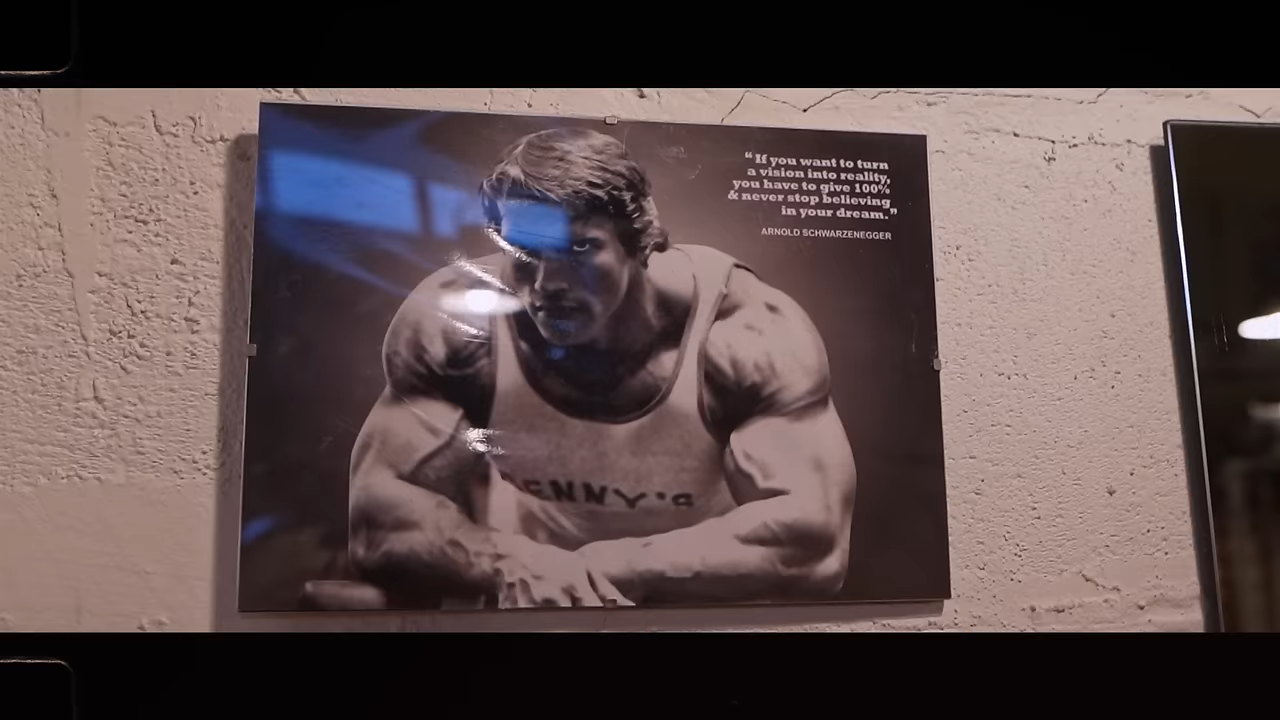 “If you want to turn
a vision into reality,
you have to give 100%
& never stop believing
in your dream.”
ARNOLD SCHWARZENEGGER
DENNY'S